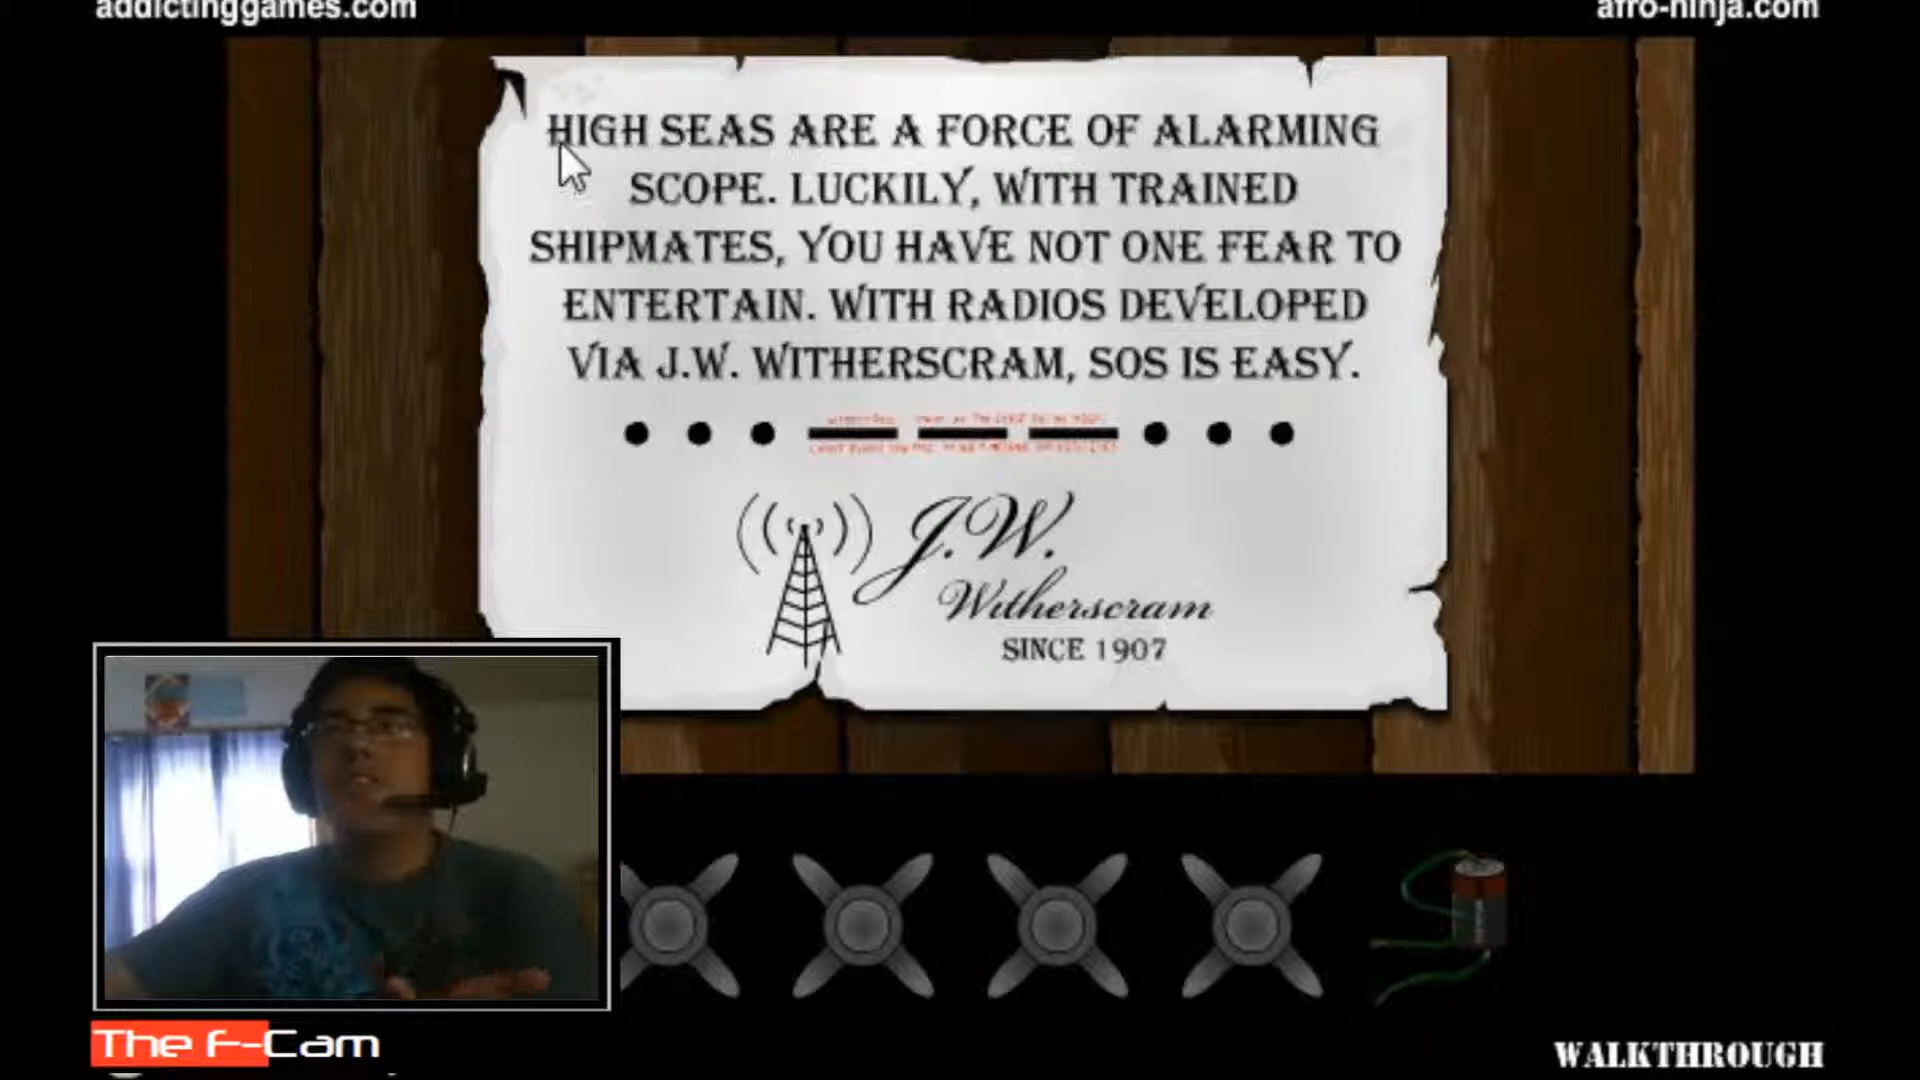 addictinggames.com
afro-ninja.com
HIGH SEAS ARE A FORCE OF ALARMING
SCOPE. LUCKILY, WITH TRAINED
SHIPMATES, YOU HAVE NOT ONE FEAR TO
ENTERTAIN. WITH RADIOS DEVELOPED
VIA J.W. WITHERSCRAM, SOS IS EASY.
J.W.
Witherscram
SINCE 1907
The F-Cam
WALKTHROUGH